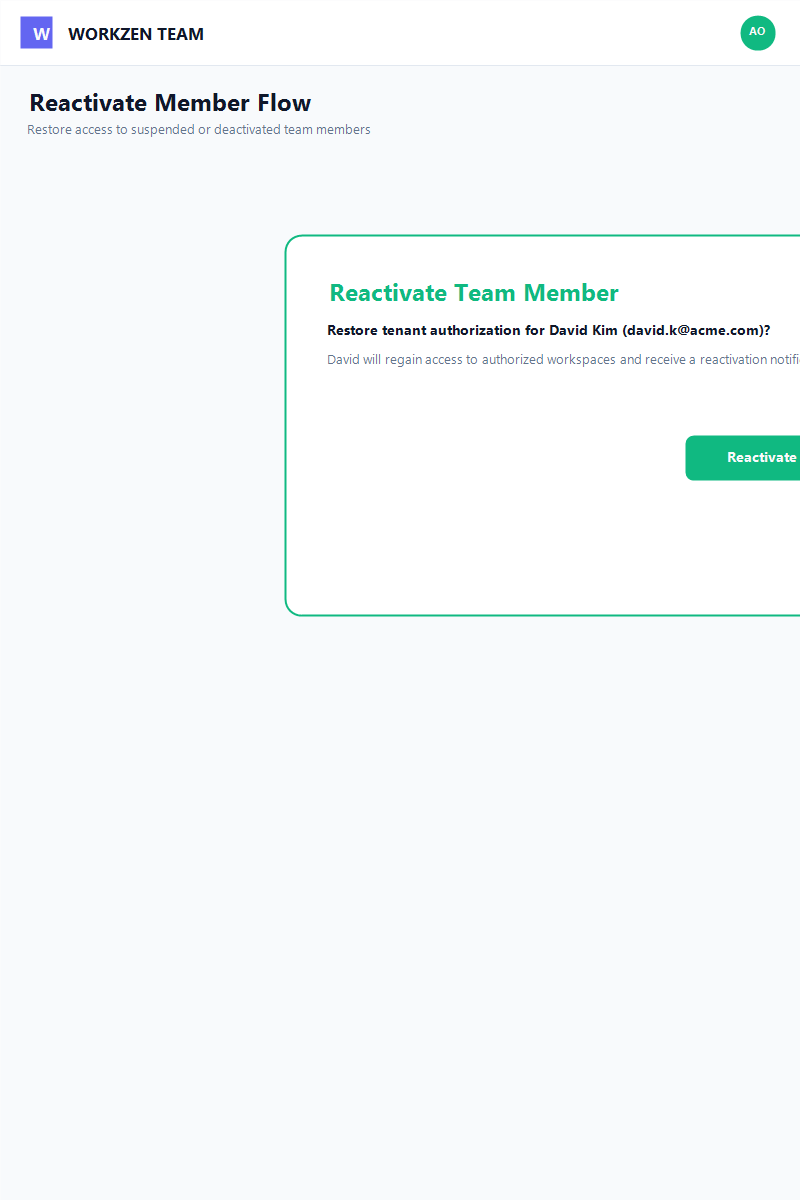 W WORKZEN TEAM
AO
Reactivate Member Flow
Restore access to suspended or deactivated team members
Reactivate Team Member
Restore tenant authorization for David Kim (david.k@acme.com)?
David will regain access to authorized workspaces and receive a reactivation
Reactivate